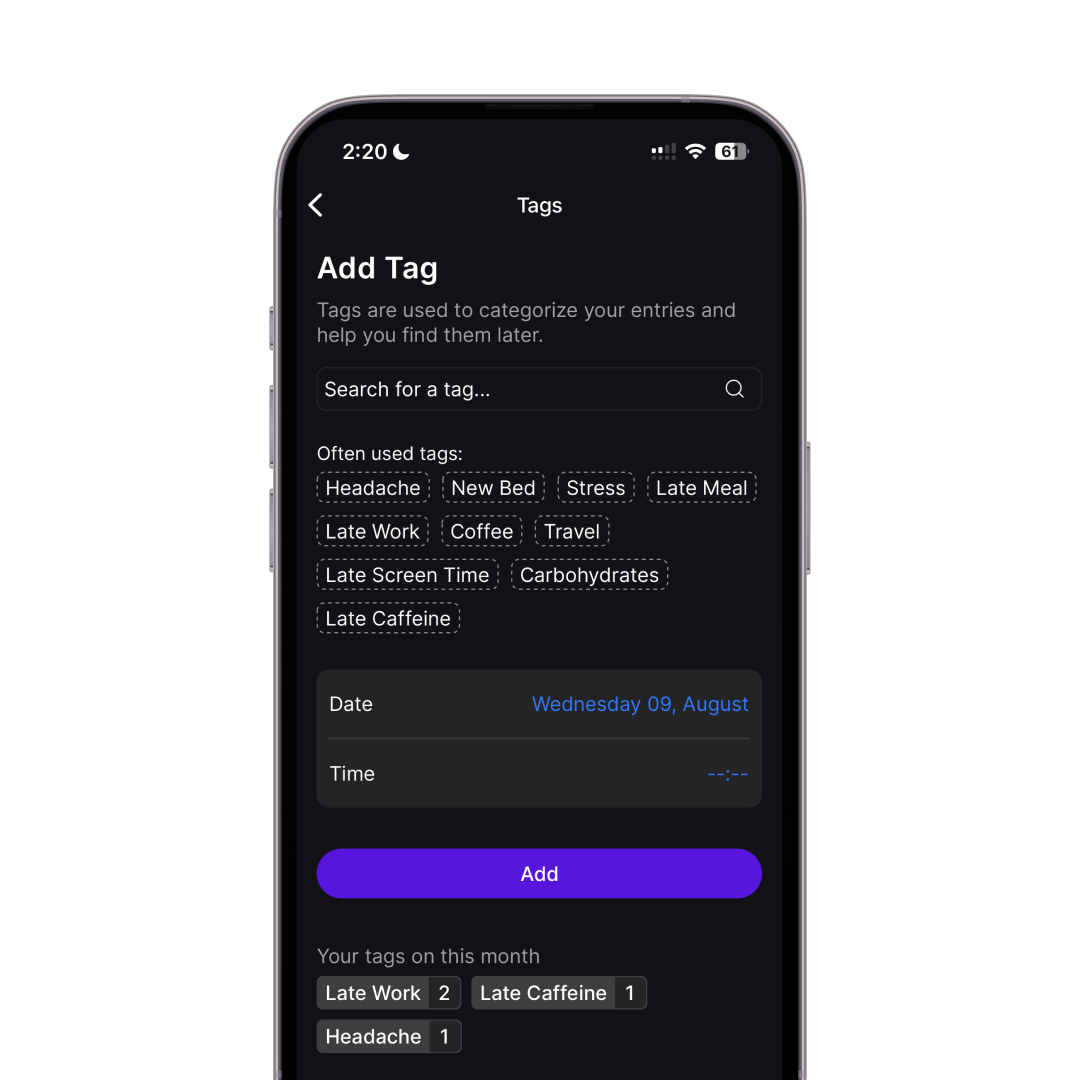 2:20
61
Tags
Add Tag
Tags are used to categorize your entries and
help you find them later.
Search for a tag...
Often used tags:
Headache New Bed Stress Late Meal
Late Work Coffee Travel
Late Screen Time Carbohydrates
Late Caffeine
Date Wednesday 09, August
Time --:--
Add
Your tags on this month
Late Work 2 Late Caffeine 1
Headache 1